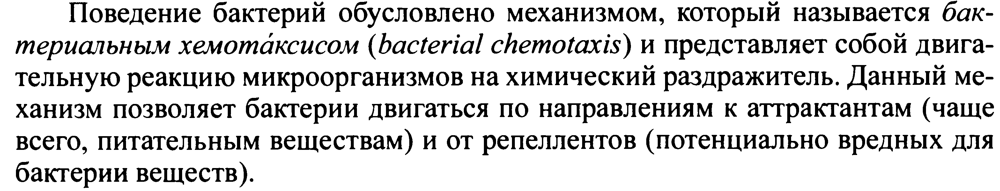 Поведение бактерий обусловлено механизмом, который называется бак-
териальным хемота́ксисом (bacterial chemotaxis) и представляет собой двига-
тельную реакцию микроорганизмов на химический раздражитель. Данный ме-
ханизм позволяет бактерии двигаться по направлениям к аттрактантам (чаще
всего, питательным веществам) и от репеллентов (потенциально вредных для
бактерии веществ).